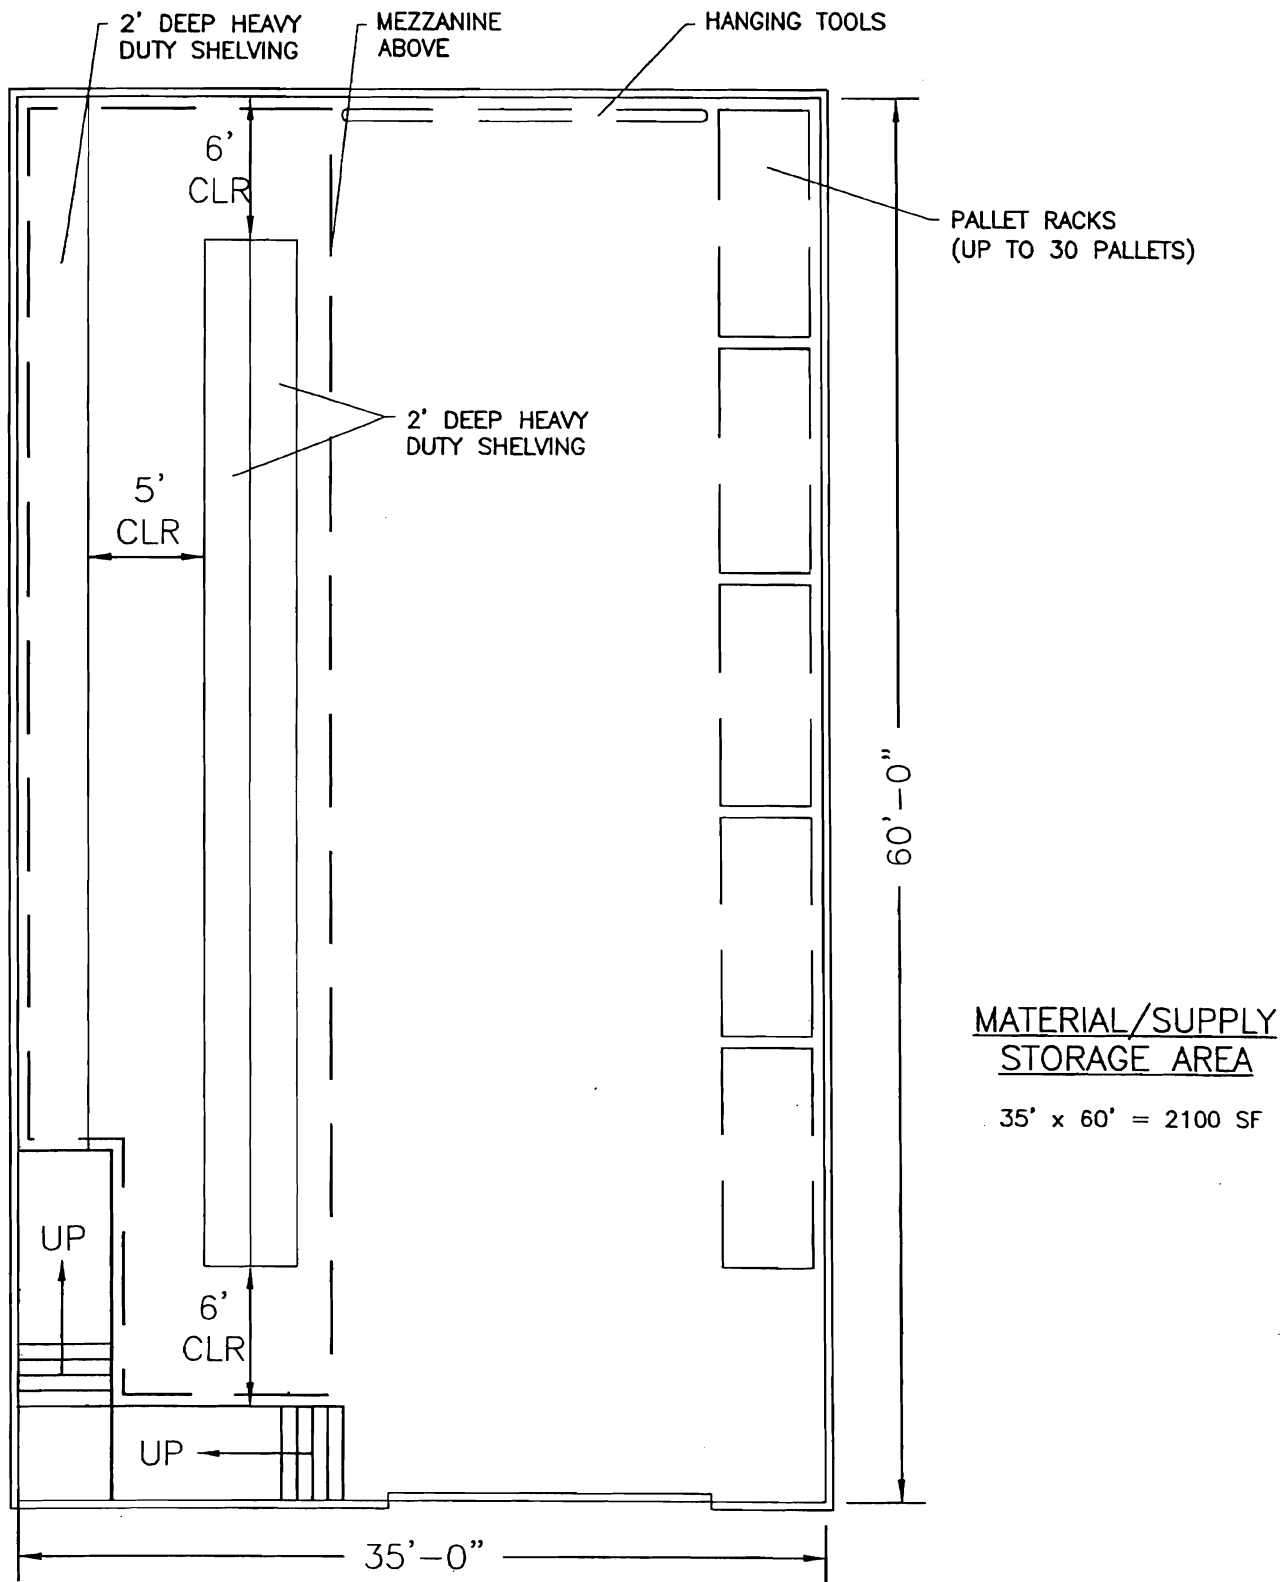 2' DEEP HEAVY
DUTY SHELVING
MEZZANINE
ABOVE
HANGING TOOLS
6'
CLR
PALLET RACKS
(UP TO 30 PALLETS)
2' DEEP HEAVY
DUTY SHELVING
5'
CLR
60'-0"
MATERIAL/SUPPLY
STORAGE AREA
35' x 60' = 2100 SF
UP
6'
CLR
UP
35'-0"